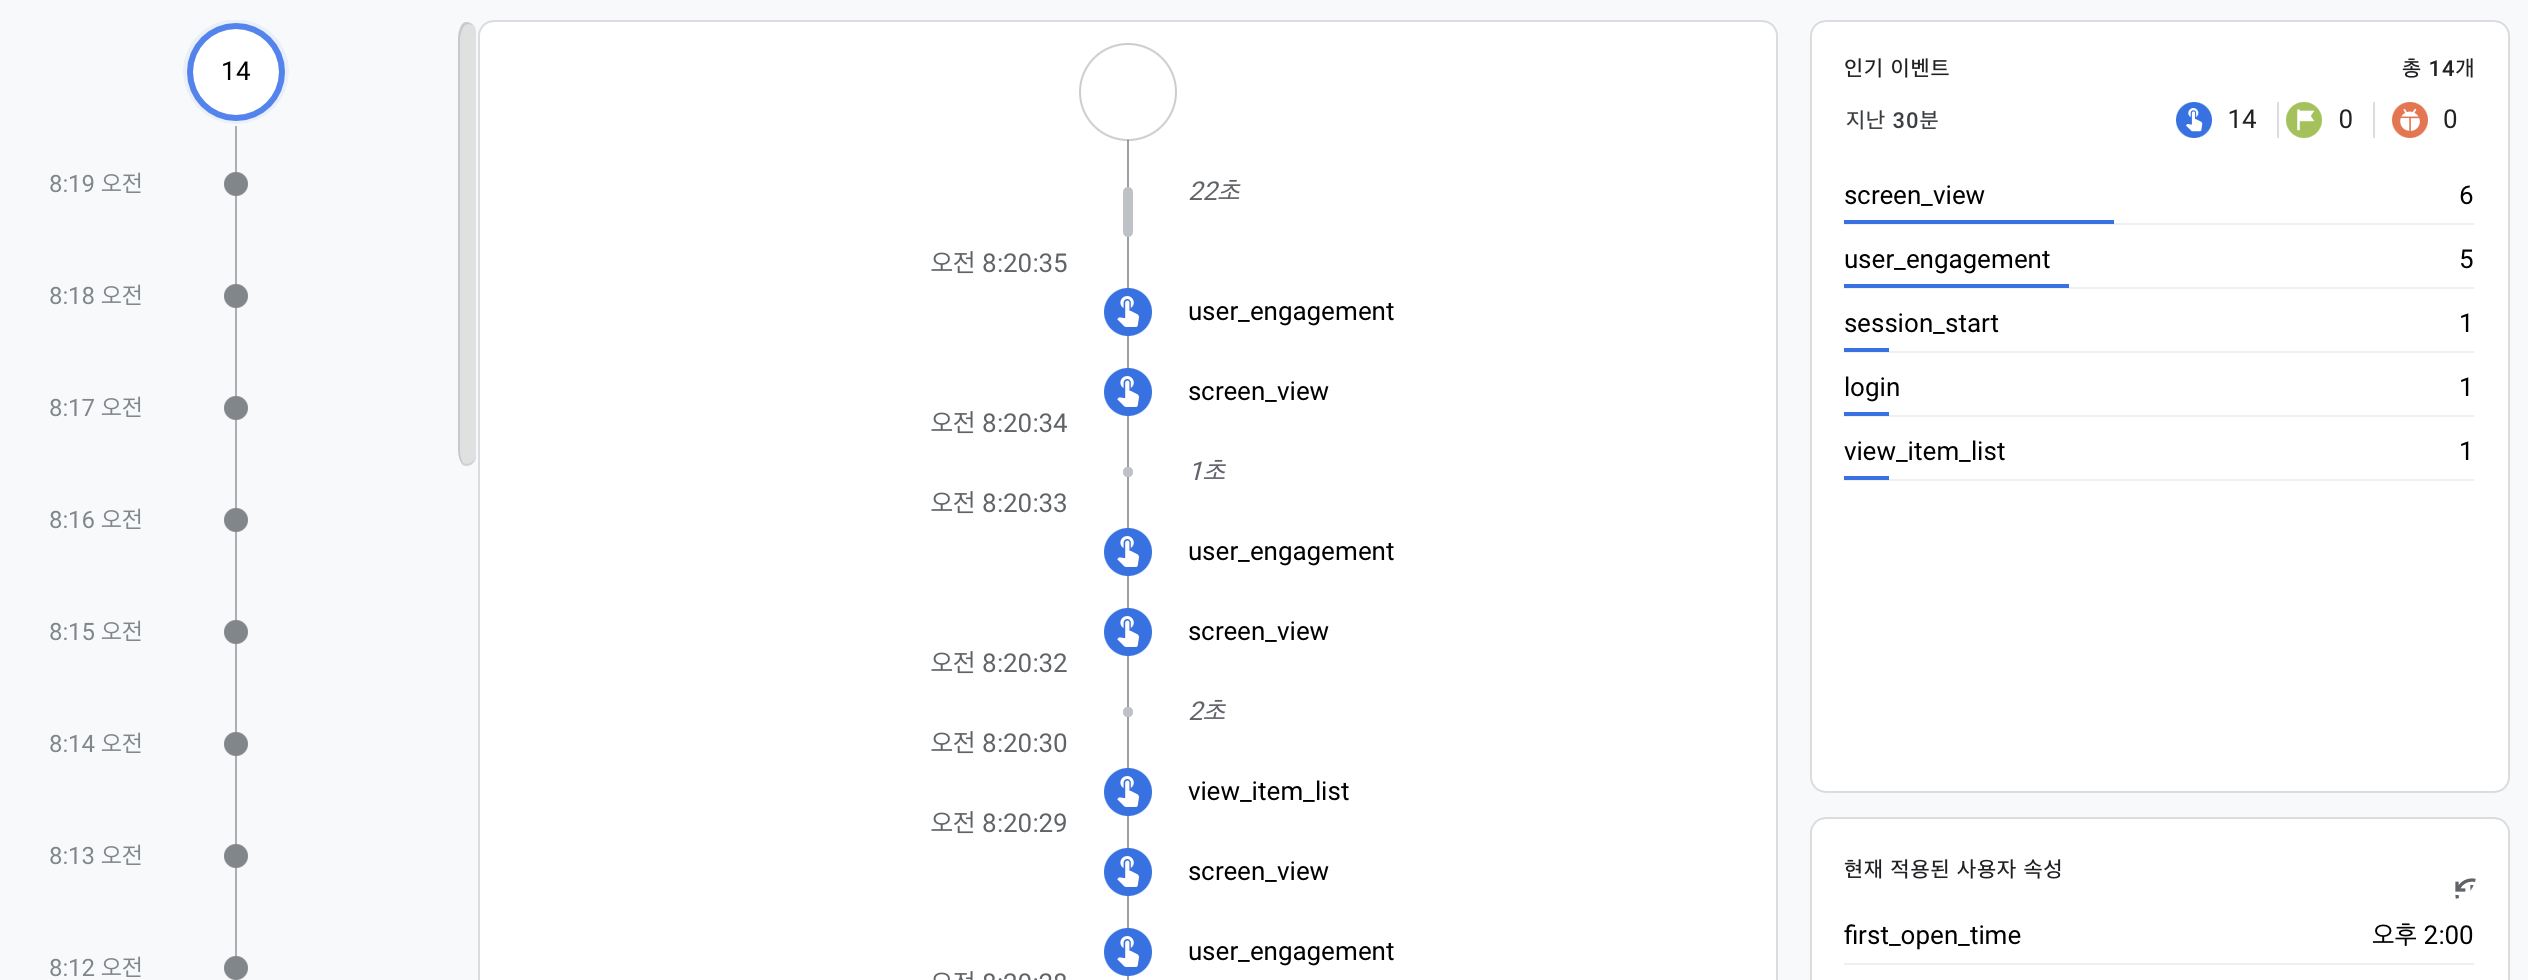 14
8:19 오전
8:18 오전
8:17 오전
8:16 오전
8:15 오전
8:14 오전
8:13 오전
8:12 오전
22초
오전 8:20:35
user_engagement
screen_view
오전 8:20:34
1초
오전 8:20:33
user_engagement
screen_view
오전 8:20:32
2초
오전 8:20:30
view_item_list
오전 8:20:29
screen_view
user_engagement
인기 이벤트 총 14개
지난 30분 14 0 0
screen_view 6
user_engagement 5
session_start 1
login 1
view_item_list 1
현재 적용된 사용자 속성
first_open_time 오후 2:00